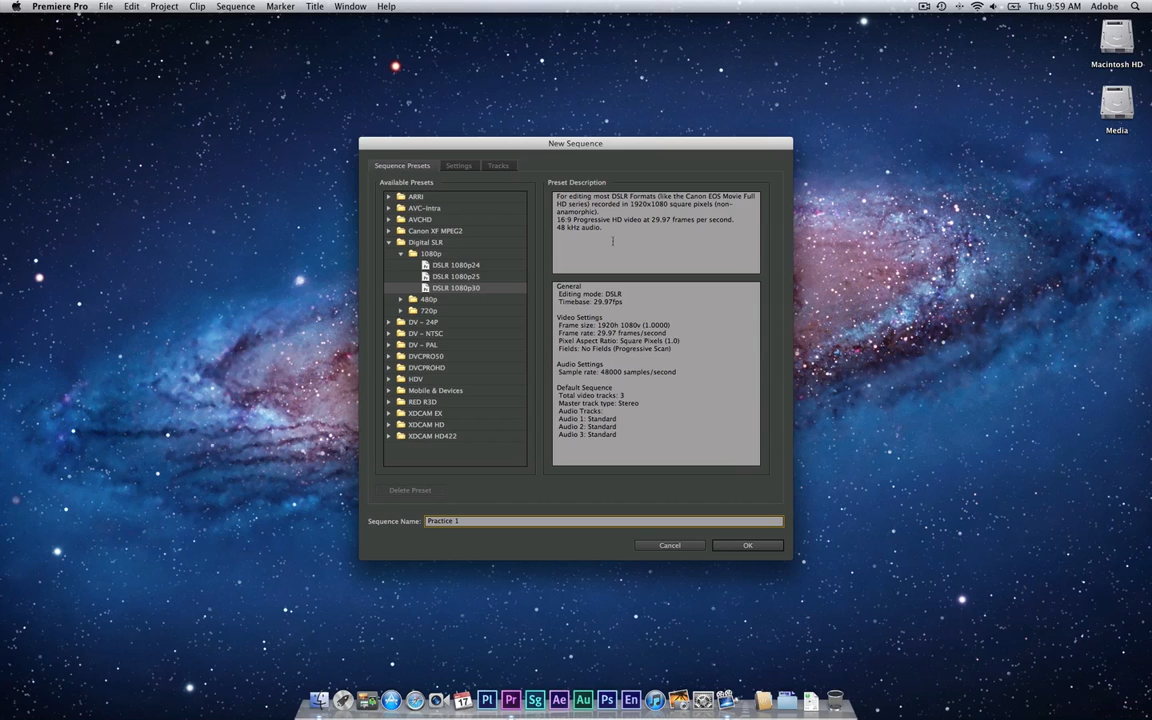 Premiere Pro File Edit Project Clip Sequence Marker Title Window Help Thu 9:59 AM Adobe
Macintosh HD
Media
New Sequence
Sequence Presets Settings Tracks
Available Presets
ARRI
AVC-Intra
AVCHD
Canon XF MPEG2
Digital SLR
1080p
DSLR 1080p24
DSLR 1080p25
DSLR 1080p30
480p
720p
DV - 24P
DV - NTSC
DV - PAL
DVCPRO50
DVCPROHD
HDV
Mobile & Devices
RED R3D
XDCAM EX
XDCAM HD
XDCAM HD422
Delete Preset
Preset Description
For editing most DSLR Formats (like the Canon EOS Movie Full
HD series) recorded in 1920x1080 square pixels (non-
anamorphic).
16:9 Progressive HD video at 29.97 frames per second.
48 kHz audio.
General
Editing mode: DSLR
Timebase: 29.97fps
Video Settings
Frame size: 1920h 1080v (1.0000)
Frame rate: 29.97 frames/second
Pixel Aspect Ratio: Square Pixels (1.0)
Fields: No Fields (Progressive Scan)
Audio Settings
Sample rate: 48000 samples/second
Default Sequence
Total video tracks: 3
Master track type: Stereo
Audio Tracks:
Audio 1: Standard
Audio 2: Standard
Audio 3: Standard
Sequence Name: Practice 1
Cancel OK
17 Pl Pr Sg Ae Au Ps En